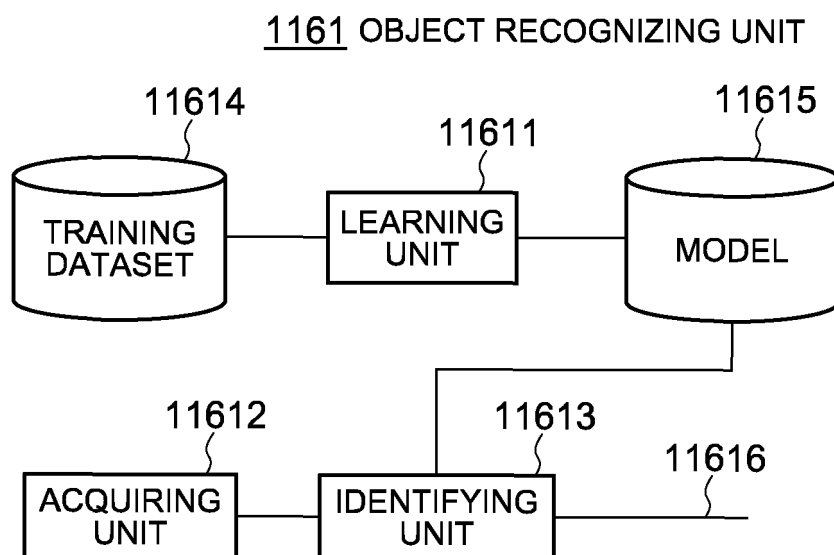 1161 OBJECT RECOGNIZING UNIT
11614
11611
11615
TRAINING
DATASET
LEARNING
UNIT
MODEL
11612
11613
11616
ACQUIRING
UNIT
IDENTIFYING
UNIT